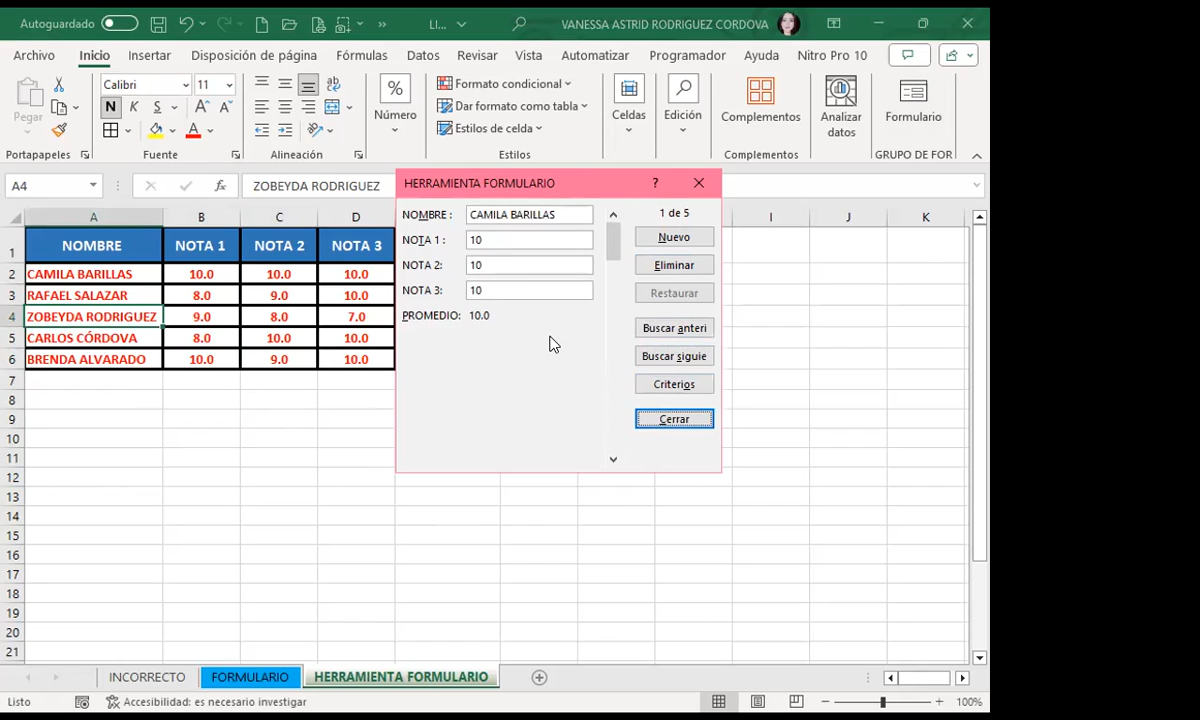 Autoguardado
LI...
VANESSA ASTRID RODRIGUEZ CORDOVA
Archivo Inicio Insertar Disposición de página Fórmulas Datos Revisar Vista Automatizar Programador Ayuda Nitro Pro 10
Pegar
Portapapeles
Calibri 11
N K S
Fuente
Alineación
%
Número
Formato condicional
Dar formato como tabla
Estilos de celda
Estilos
Celdas
Edición
Complementos
Complementos
Analizar datos
Formulario
GRUPO DE FOR
A4 fx ZOBEYDA RODRIGUEZ
A B C D I J K
1 NOMBRE NOTA 1 NOTA 2 NOTA 3
2 CAMILA BARILLAS 10.0 10.0 10.0
3 RAFAEL SALAZAR 8.0 9.0 10.0
4 ZOBEYDA RODRIGUEZ 9.0 8.0 7.0
5 CARLOS CÓRDOVA 8.0 10.0 10.0
6 BRENDA ALVARADO 10.0 9.0 10.0
7
8
9
10
11
12
13
14
15
16
17
18
19
20
21
HERRAMIENTA FORMULARIO ?
NOMBRE : CAMILA BARILLAS
NOTA 1 : 10
NOTA 2: 10
NOTA 3: 10
PROMEDIO: 10.0
1 de 5
Nuevo
Eliminar
Restaurar
Buscar anteri
Buscar siguie
Criterios
Cerrar
INCORRECTO FORMULARIO HERRAMIENTA FORMULARIO
Listo Accesibilidad: es necesario investigar 100%